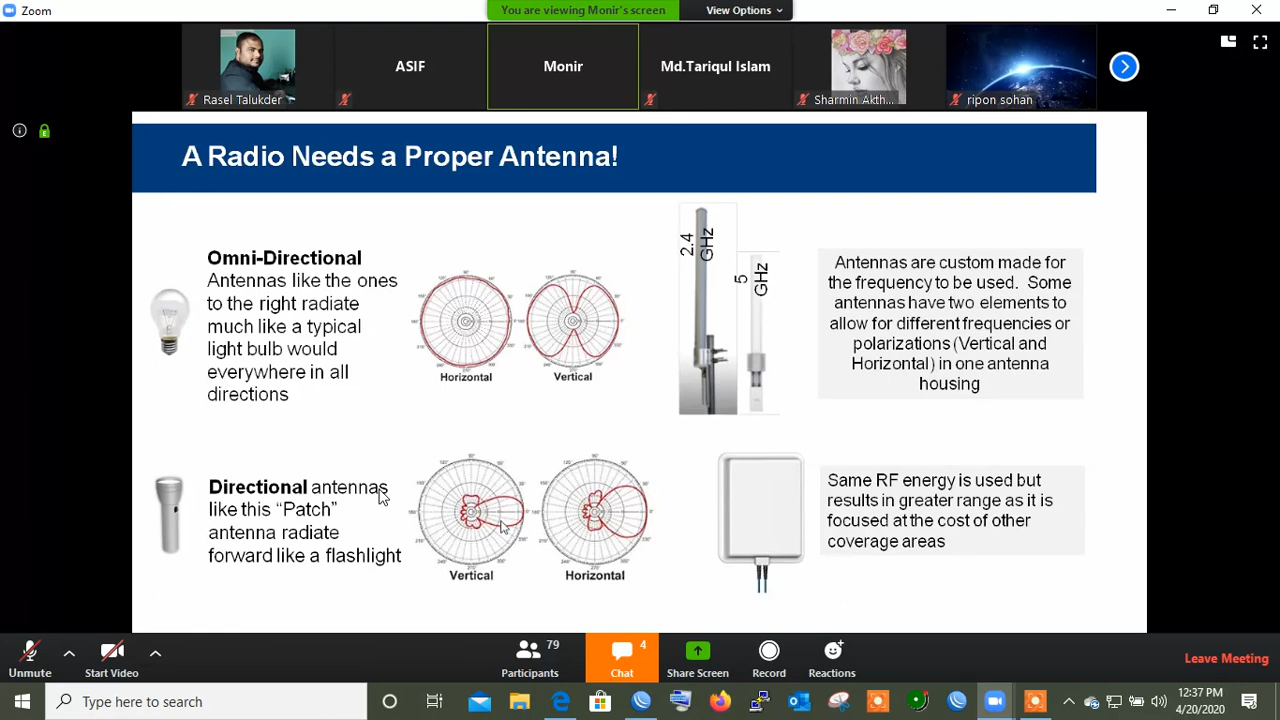 Zoom
You are viewing Monir's screen
View Options
Rasel Talukder
ASIF
Monir
Md.Tariqul Islam
Sharmin Akth...
ripon sohan
A Radio Needs a Proper Antenna!
Omni-Directional
Antennas like the ones
to the right radiate
much like a typical
light bulb would
everywhere in all
directions
Horizontal
Vertical
2.4
GHz
5
GHz
Antennas are custom made for
the frequency to be used. Some
antennas have two elements to
allow for different frequencies or
polarizations (Vertical and
Horizontal) in one antenna
housing
Directional antennas
like this “Patch”
antenna radiate
forward like a flashlight
Vertical
Horizontal
Same RF energy is used but
results in greater range as it is
focused at the cost of other
coverage areas
Unmute
Start Video
79
Participants
4
Chat
Share Screen
Record
Reactions
Leave Meeting
Type here to search
12:37 PM
4/20/2020